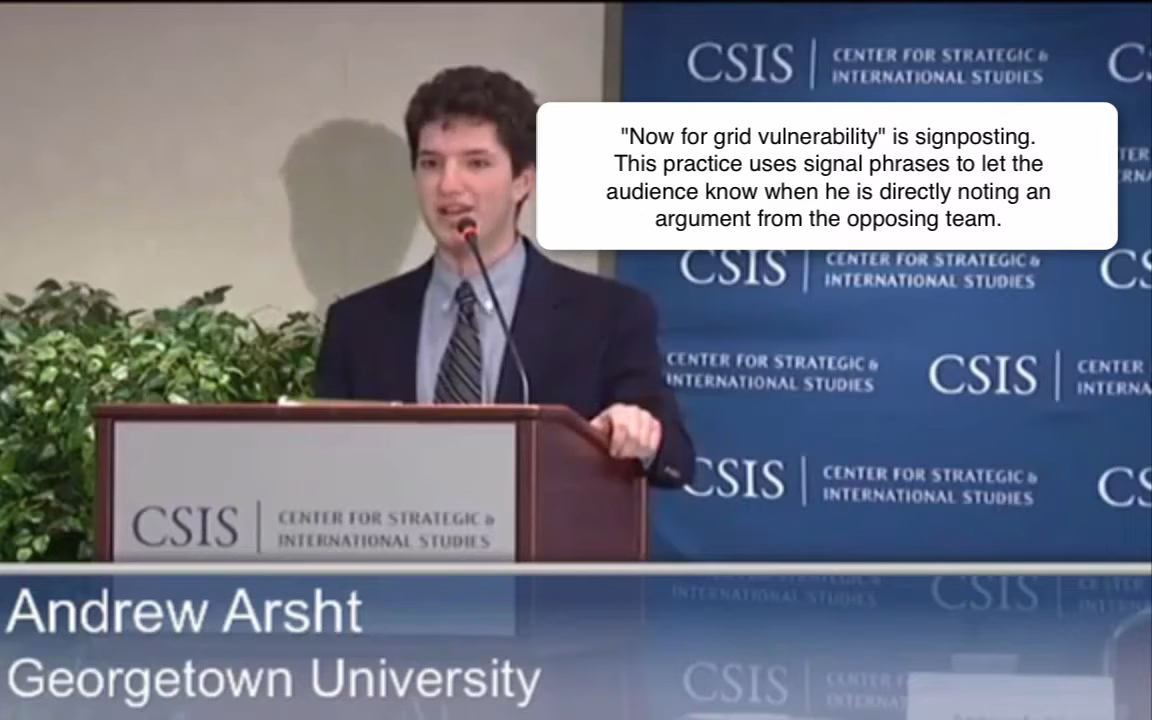 CSIS | CENTER FOR STRATEGIC &
INTERNATIONAL STUDIES
"Now for grid vulnerability" is signposting.
This practice uses signal phrases to let the
audience know when he is directly noting an
argument from the opposing team.
CSIS | CENTER FOR STRATEGIC &
INTERNATIONAL STUDIES
CENTER FOR STRATEGIC &
INTERNATIONAL STUDIES
CSIS | CENTER
INTERNA
CSIS | CENTER FOR STRATEGIC &
INTERNATIONAL STUDIES
CSIS | CENTER FOR STRATEGIC &
INTERNATIONAL STUDIES
Andrew Arsht
Georgetown University